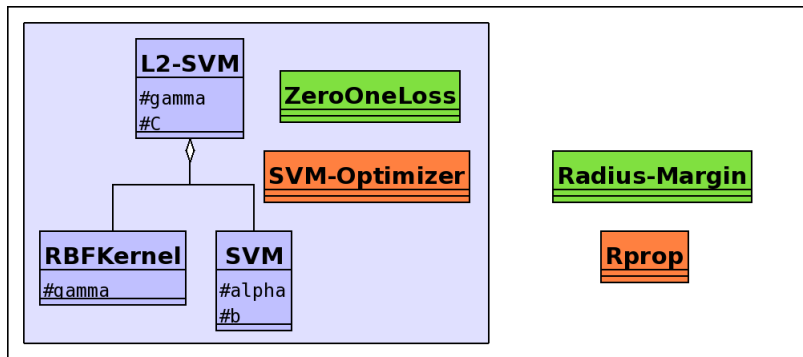 L2-SVM
#gamma
#C
ZeroOneLoss
SVM-Optimizer
Radius-Margin
RBFKernel
#gamma
SVM
#alpha
#b
Rprop